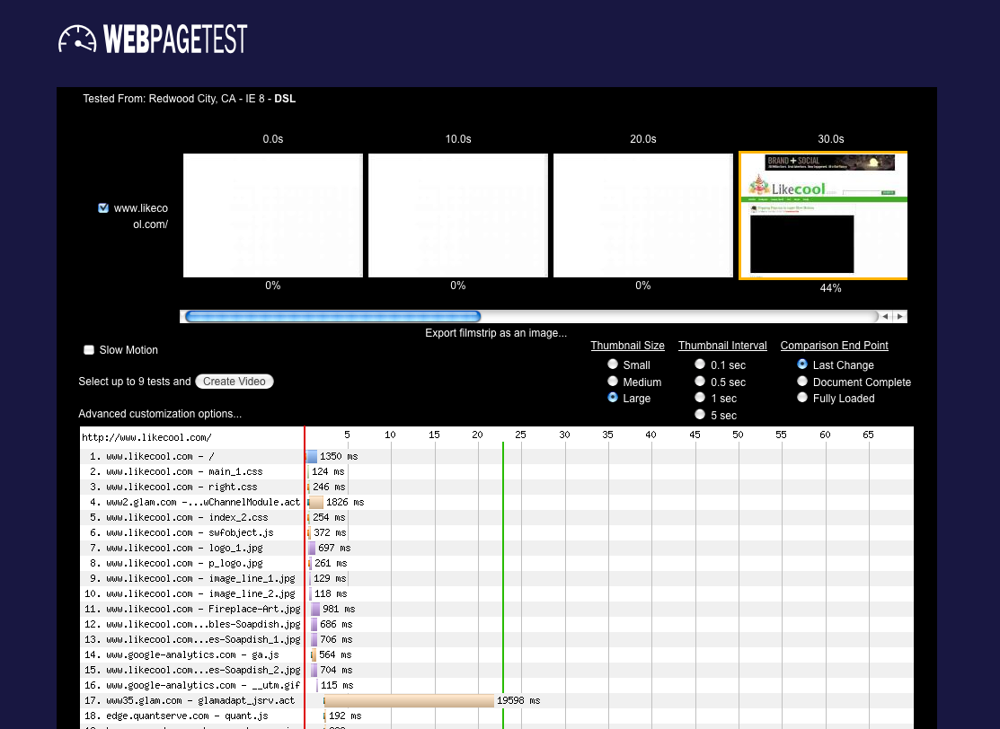 WEBPAGETEST
Tested From: Redwood City, CA - IE 8 - DSL
0.0s 10.0s 20.0s 30.0s
BRAND + SOCIAL
Likecool
www.likeco
ol.com/
0% 0% 0% 44%
Export filmstrip as an image...
Slow Motion
Thumbnail Size Thumbnail Interval Comparison End Point
Small 0.1 sec Last Change
Select up to 9 tests and Create Video
Medium 0.5 sec Document Complete
Large 1 sec Fully Loaded
5 sec
Advanced customization options...
http://www.likecool.com/ 5 10 15 20 25 30 35 40 45 50 55 60 65
1. www.likecool.com - / 1350 ms
2. www.likecool.com - main_1.css 124 ms
3. www.likecool.com - right.css 246 ms
4. www2.glam.com -...wChannelModule.act 1826 ms
5. www.likecool.com - index_2.css 254 ms
6. www.likecool.com - swfobject.js 372 ms
7. www.likecool.com - logo_1.jpg 697 ms
8. www.likecool.com - p_logo.jpg 261 ms
9. www.likecool.com - image_line_1.jpg 129 ms
10. www.likecool.com - image_line_2.jpg 118 ms
11. www.likecool.com - Fireplace-Art.jpg 981 ms
12. www.likecool.com...bles-Soapdish.jpg 686 ms
13. www.likecool.com...es-Soapdish_1.jpg 706 ms
14. www.google-analytics.com - ga.js 564 ms
15. www.likecool.com...es-Soapdish_2.jpg 704 ms
16. www.google-analytics.com - __utm.gif 115 ms
17. www35.glam.com - glamadapt_jsrv.act 19598 ms
18. edge.quantserve.com - quant.js 192 ms